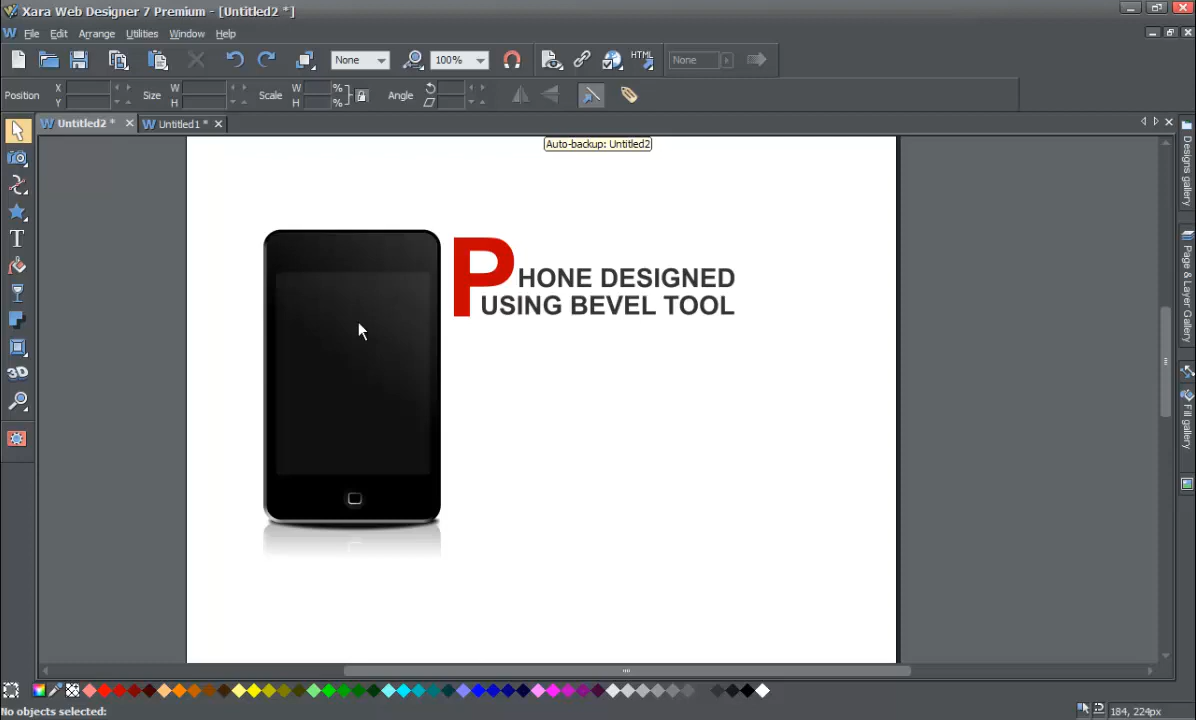 Xara Web Designer 7 Premium - [Untitled2 *]
File Edit Arrange Utilities Window Help
None 100% HTML None
Position X Y Size W H Scale W H % % Angle
Untitled2 * Untitled1 *
Auto-backup: Untitled2
PHONE DESIGNED
USING BEVEL TOOL
T
3D
Designs gallery
Page & Layer Gallery
Fill gallery
No objects selected:
184, 224px